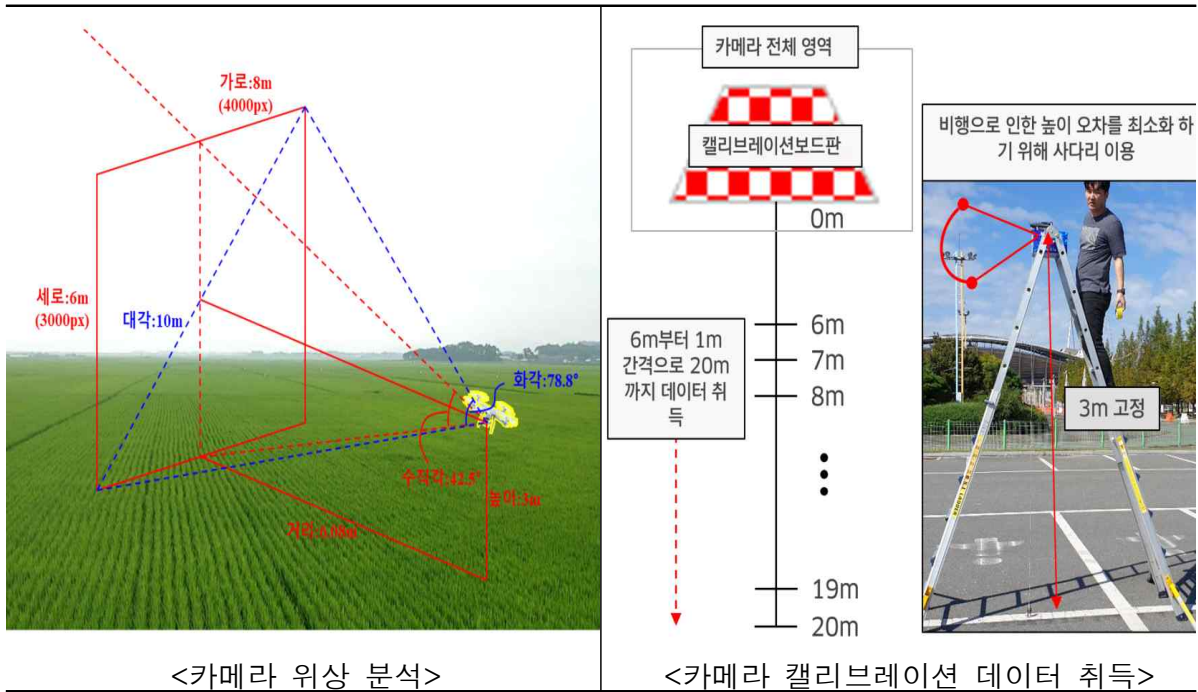 가로:8m
(4000px)
세로:6m
(3000px)
대각:10m
화각:78.8°
수직각:42.5°
높이:3m
거리:6.08m
<카메라 위상 분석>
카메라 전체 영역
캘리브레이션보드판
0m
6m
7m
8m
19m
20m
6m부터 1m
간격으로 20m
까지 데이터 취
득
비행으로 인한 높이 오차를 최소화 하
기 위해 사다리 이용
3m 고정
<카메라 캘리브레이션 데이터 취득>